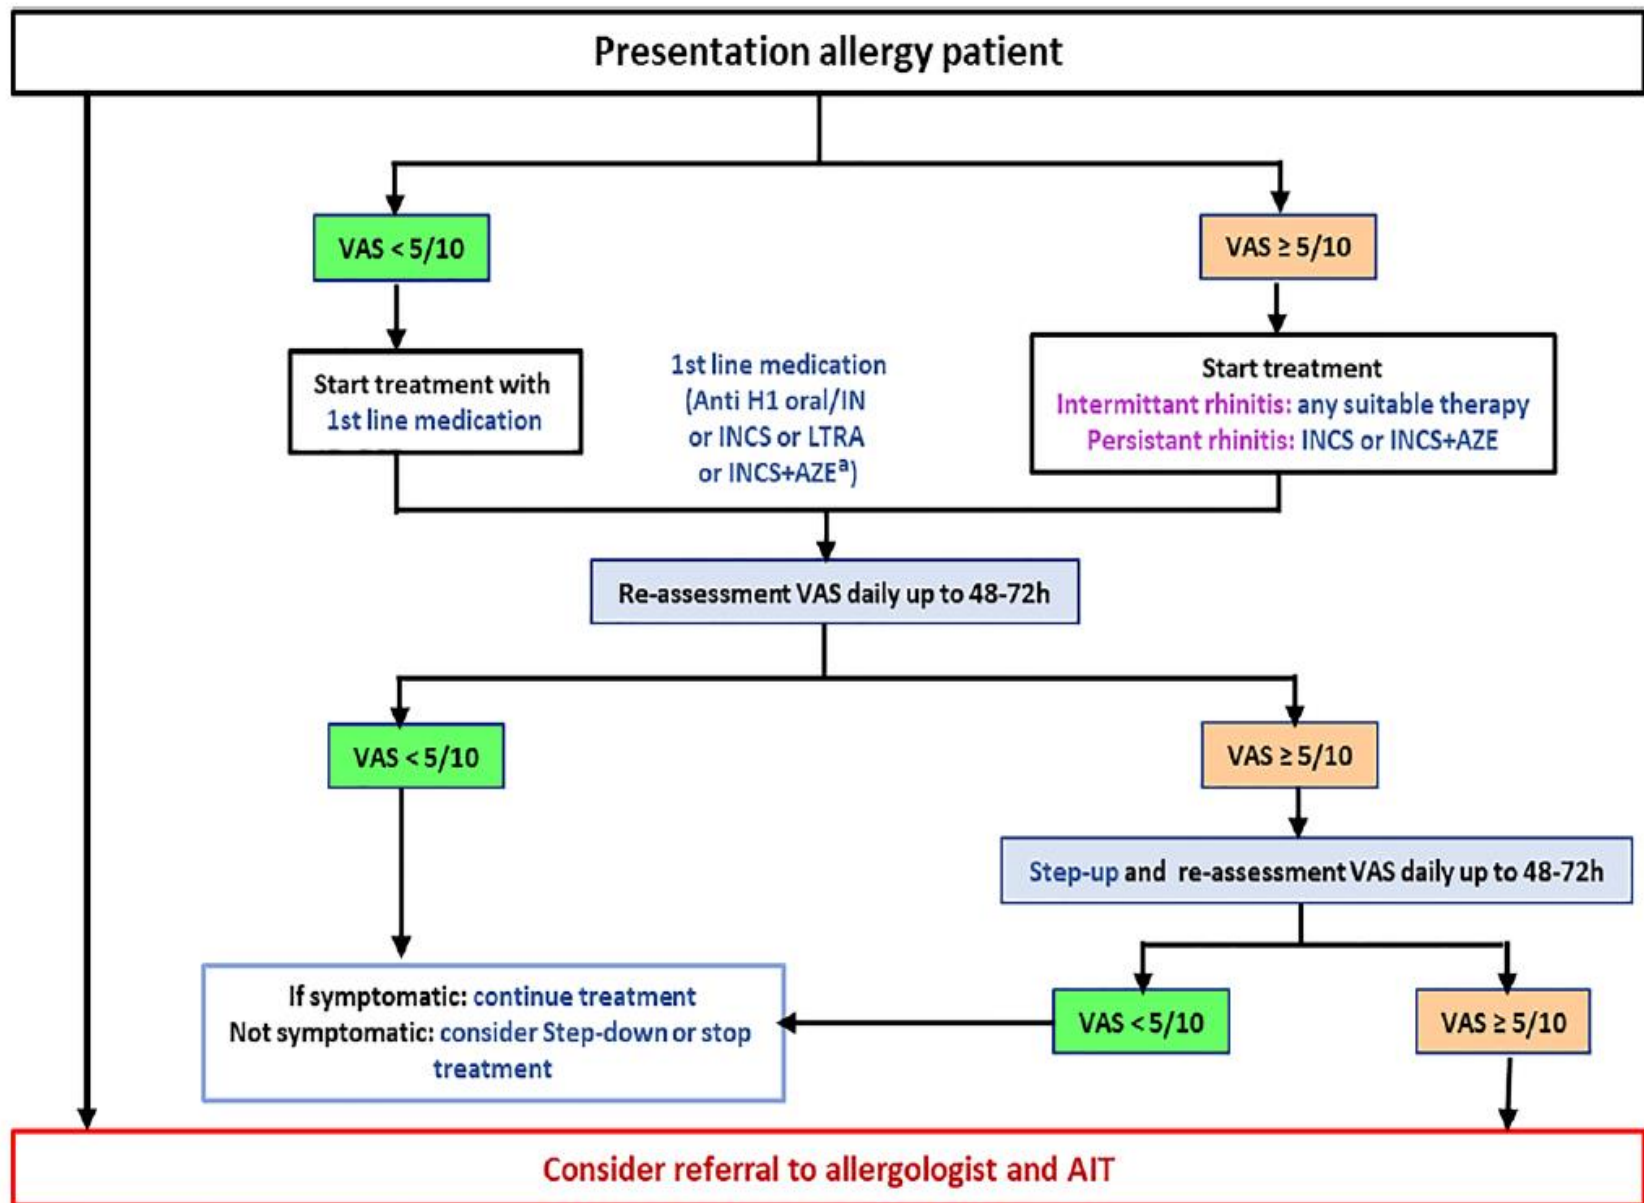 Presentation allergy patient
VAS < 5/10
VAS ≥ 5/10
Start treatment with
1st line medication
1st line medication
(Anti H1 oral/IN
or INCS or LTRA
or INCS+AZEᵃ)
Start treatment
Intermittant rhinitis: any suitable therapy
Persistant rhinitis: INCS or INCS+AZE
Re-assessment VAS daily up to 48-72h
VAS < 5/10
VAS ≥ 5/10
Step-up and re-assessment VAS daily up to 48-72h
If symptomatic: continue treatment
Not symptomatic: consider Step-down or stop
treatment
VAS < 5/10
VAS ≥ 5/10
Consider referral to allergologist and AIT